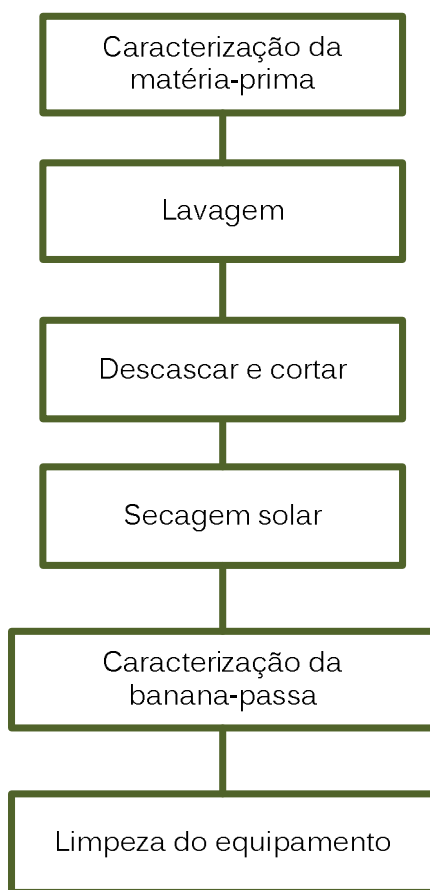 Caracterização da
matéria-prima
Lavagem
Descascar e cortar
Secagem solar
Caracterização da
banana-passa
Limpeza do equipamento